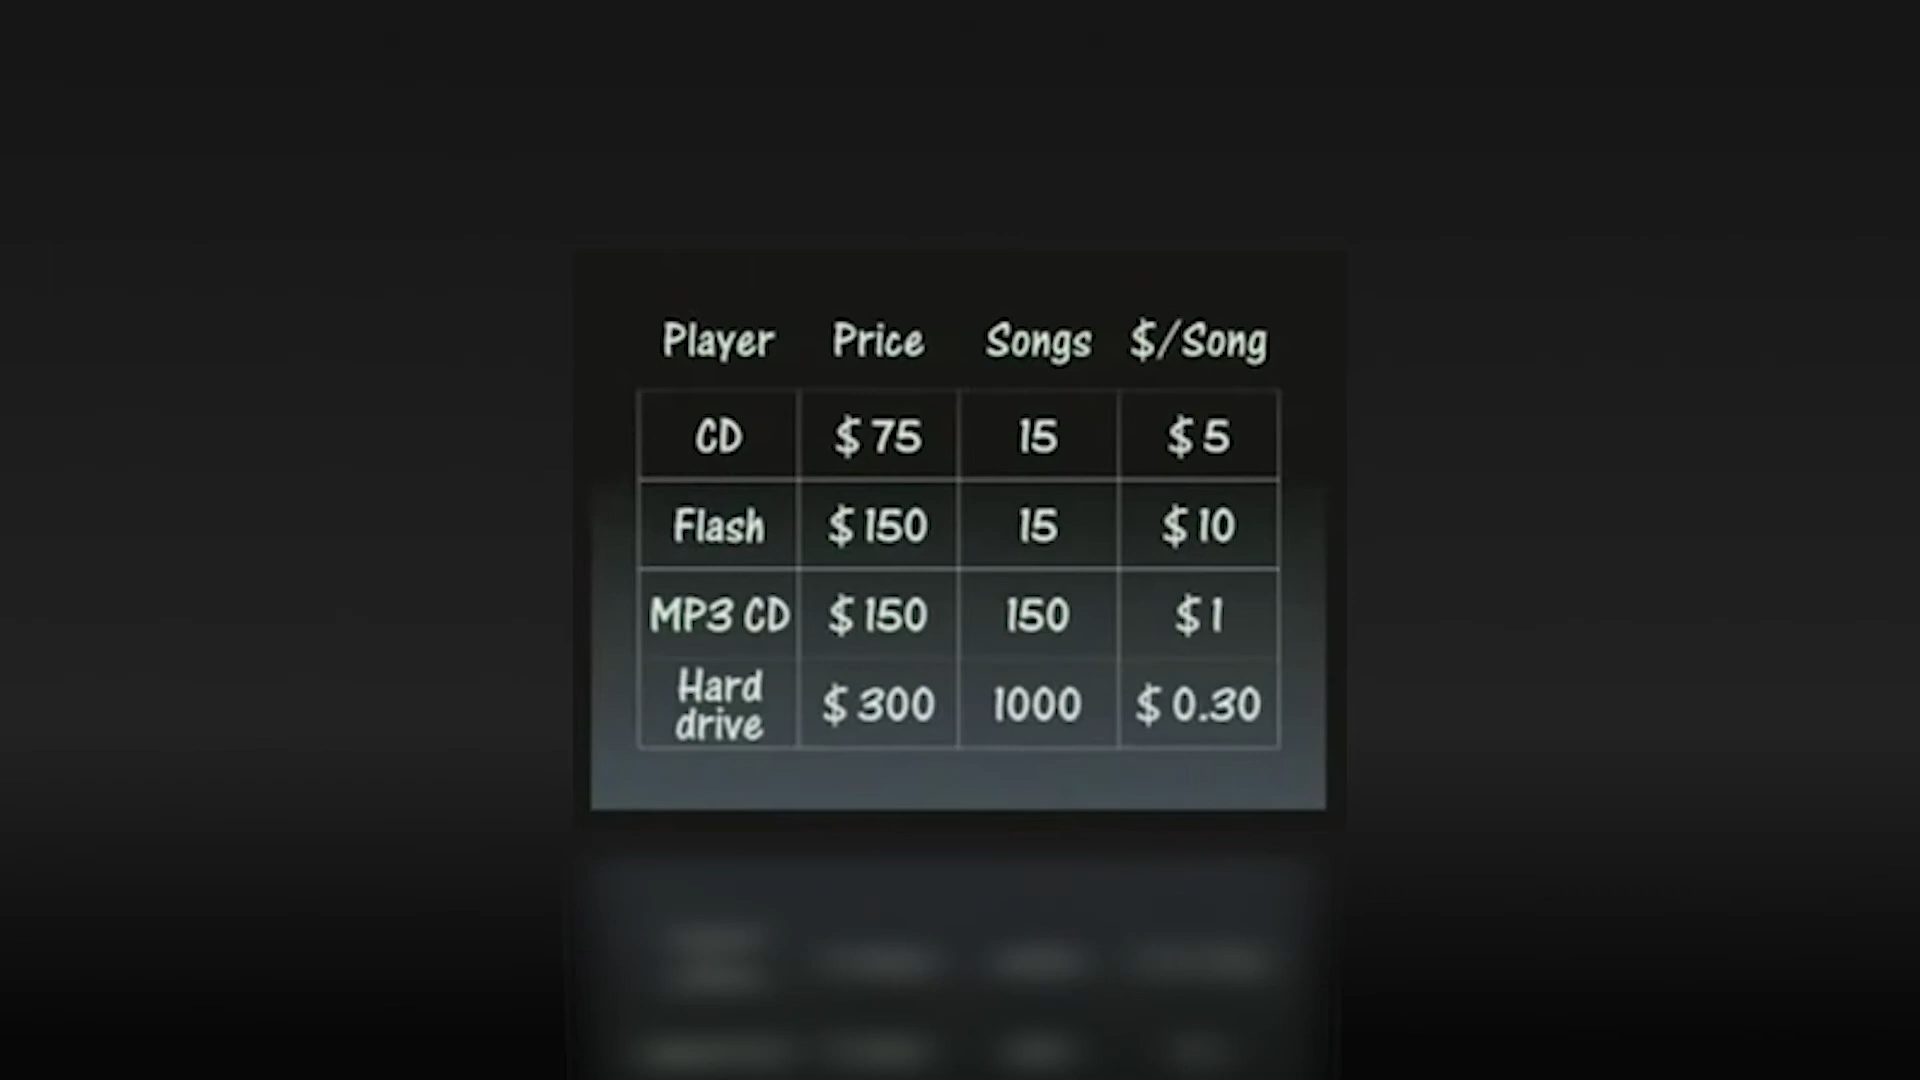 Player Price Songs $/Song
CD $ 75 15 $ 5
Flash $ 150 15 $ 10
MP3 CD $ 150 150 $ 1
Hard drive $ 300 1000 $ 0.30